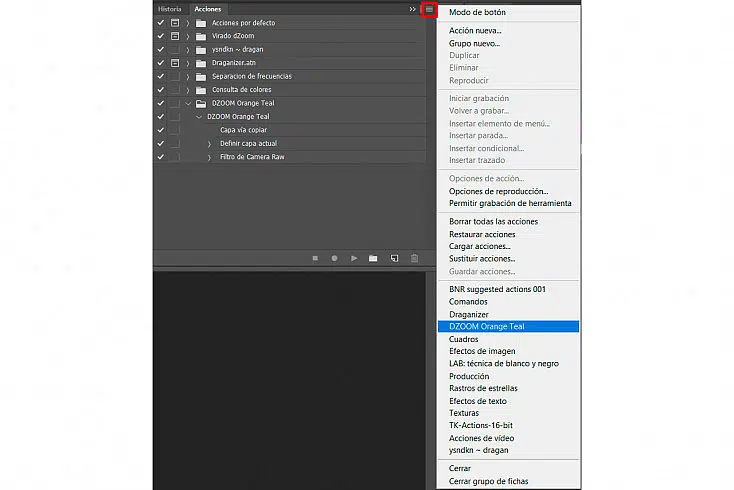 Historia
Acciones
Acciones por defecto
Virado dZoom
ysndkn ~ dragan
Draganizer.atn
Separacion de frecuencias
Consulta de colores
DZOOM Orange Teal
DZOOM Orange Teal
Capa vía copiar
Definir capa actual
Filtro de Camera Raw
Modo de botón
Acción nueva...
Grupo nuevo...
Duplicar
Eliminar
Reproducir
Iniciar grabación
Volver a grabar...
Insertar elemento de menú...
Insertar parada...
Insertar condicional...
Insertar trazado
Opciones de acción...
Opciones de reproducción...
Permitir grabación de herramienta
Borrar todas las acciones
Restaurar acciones
Cargar acciones...
Sustituir acciones...
Guardar acciones...
BNR suggested actions 001
Comandos
Draganizer
DZOOM Orange Teal
Cuadros
Efectos de imagen
LAB: técnica de blanco y negro
Producción
Rastros de estrellas
Efectos de texto
Texturas
TK-Actions-16-bit
Acciones de vídeo
ysndkn ~ dragan
Cerrar
Cerrar grupo de fichas